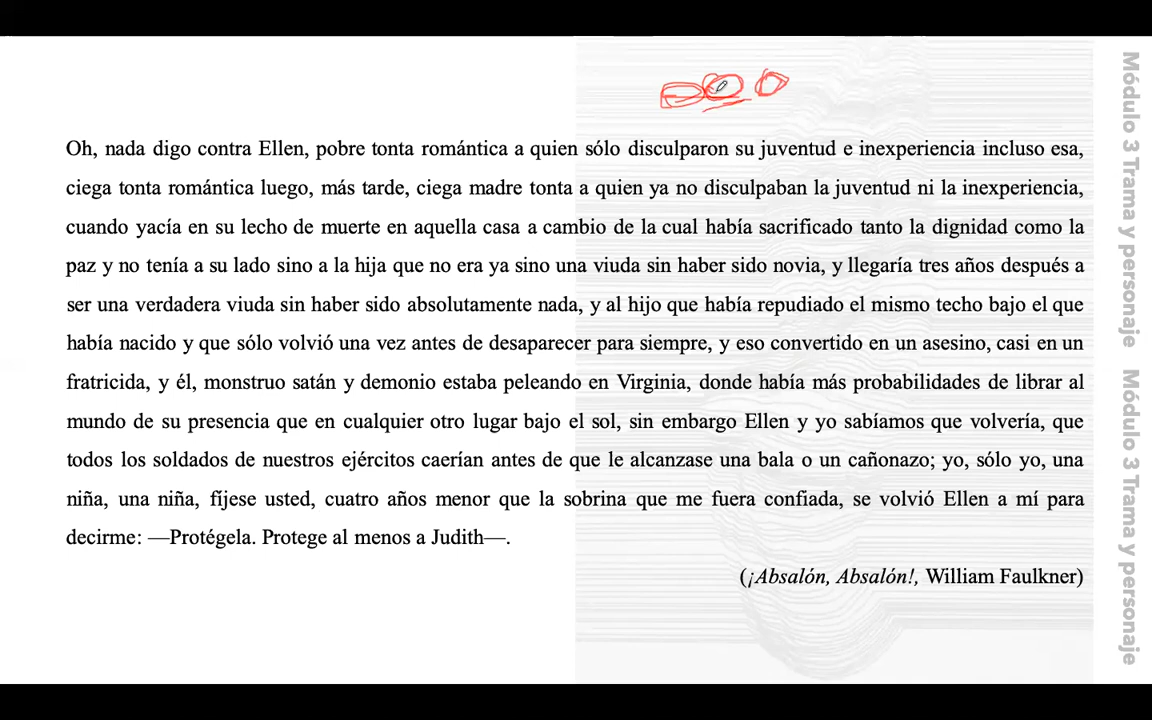 Oh, nada digo contra Ellen, pobre tonta romántica a quien sólo disculparon su juventud e inexperiencia incluso esa,
ciega tonta romántica luego, más tarde, ciega madre tonta a quien ya no disculpaban la juventud ni la inexperiencia,
cuando yacía en su lecho de muerte en aquella casa a cambio de la cual había sacrificado tanto la dignidad como la
paz y no tenía a su lado sino a la hija que no era ya sino una viuda sin haber sido novia, y llegaría tres años después a
ser una verdadera viuda sin haber sido absolutamente nada, y al hijo que había repudiado el mismo techo bajo el que
había nacido y que sólo volvió una vez antes de desaparecer para siempre, y eso convertido en un asesino, casi en un
fratricida, y él, monstruo satán y demonio estaba peleando en Virginia, donde había más probabilidades de librar al
mundo de su presencia que en cualquier otro lugar bajo el sol, sin embargo Ellen y yo sabíamos que volvería, que
todos los soldados de nuestros ejércitos caerían antes de que le alcanzase una bala o un cañonazo; yo, sólo yo, una
niña, una niña, fíjese usted, cuatro años menor que la sobrina que me fuera confiada, se volvió Ellen a mí para
decirme: —Protégela. Protege al menos a Judith—.
(¡Absalón, Absalón!, William Faulkner)
Módulo 3 Trama y personaje
Módulo 3 Trama y personaje